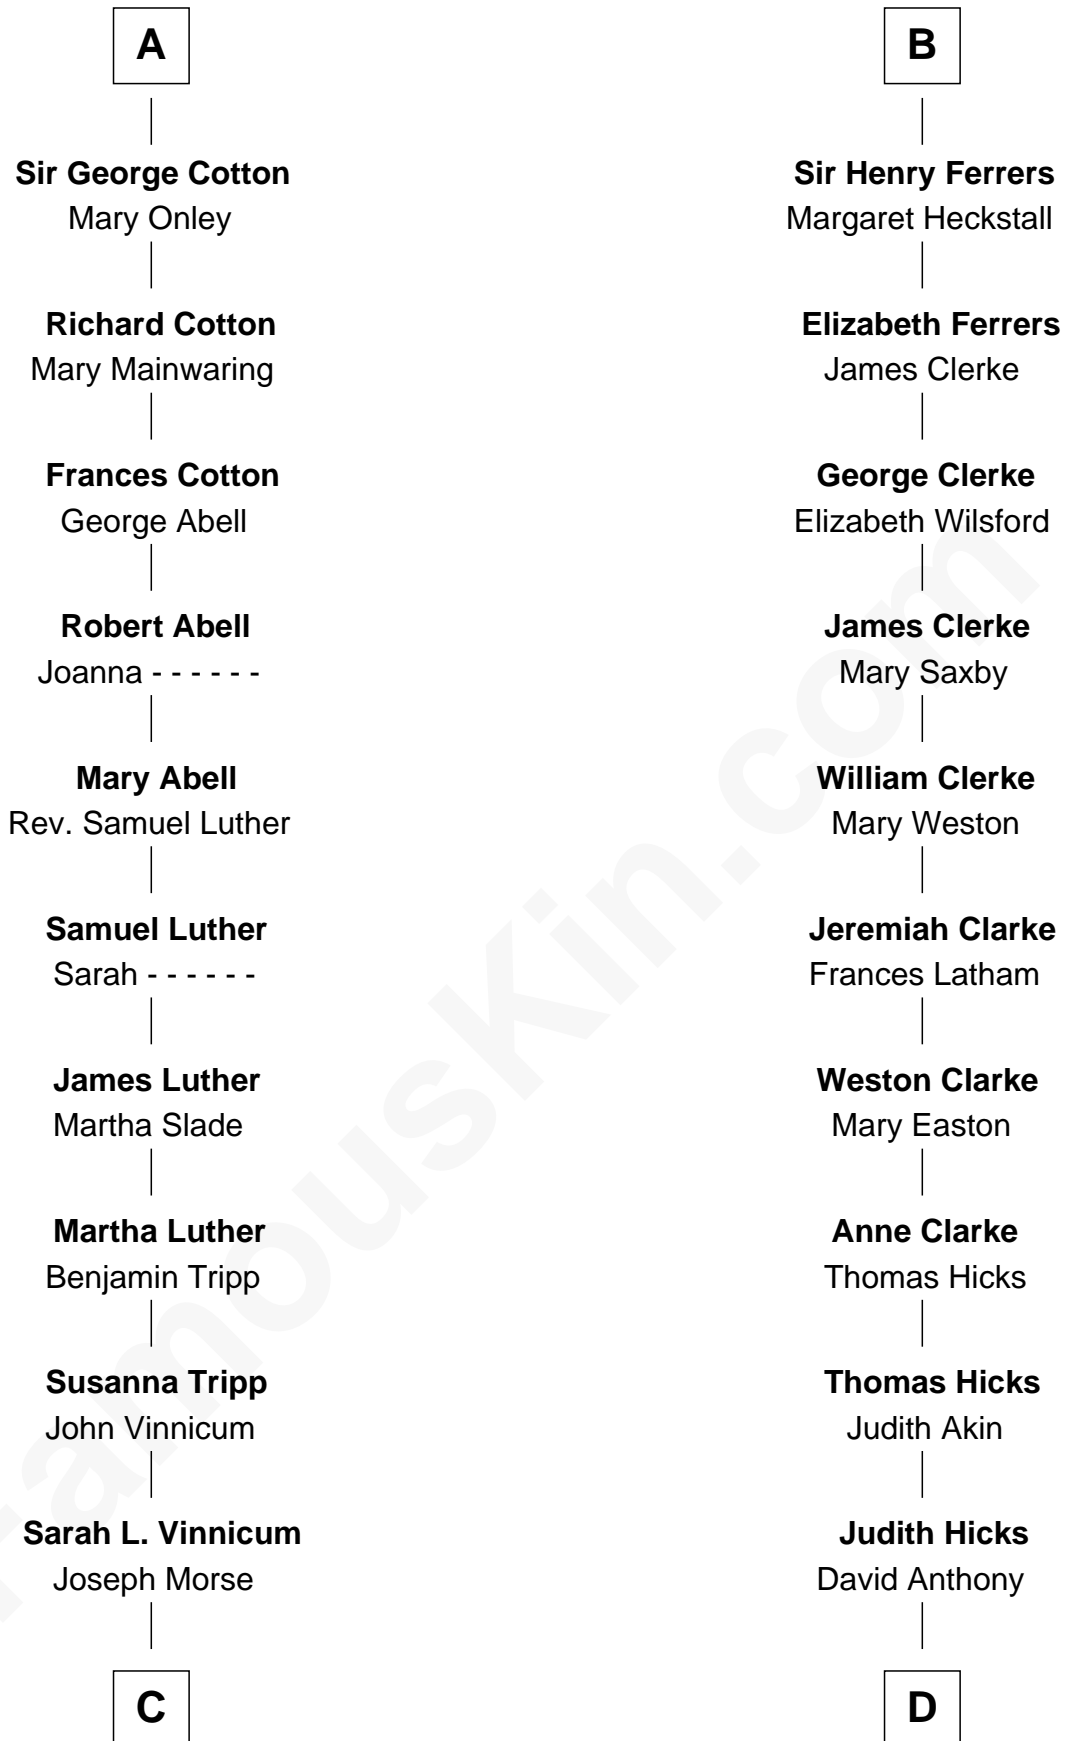 A
Sir George Cotton
Mary Onley
Richard Cotton
Mary Mainwaring
Frances Cotton
George Abell
Robert Abell
Joanna - - - - - -
Mary Abell
Rev. Samuel Luther
Samuel Luther
Sarah - - - - - -
James Luther
Martha Slade
Martha Luther
Benjamin Tripp
Susanna Tripp
John Vinnicum
Sarah L. Vinnicum
Joseph Morse
C
B
Sir Henry Ferrers
Margaret Heckstall
Elizabeth Ferrers
James Clerke
George Clerke
Elizabeth Wilsford
James Clerke
Mary Saxby
William Clerke
Mary Weston
Jeremiah Clarke
Frances Latham
Weston Clarke
Mary Easton
Anne Clarke
Thomas Hicks
Thomas Hicks
Judith Akin
Judith Hicks
David Anthony
D
FamousKin.com